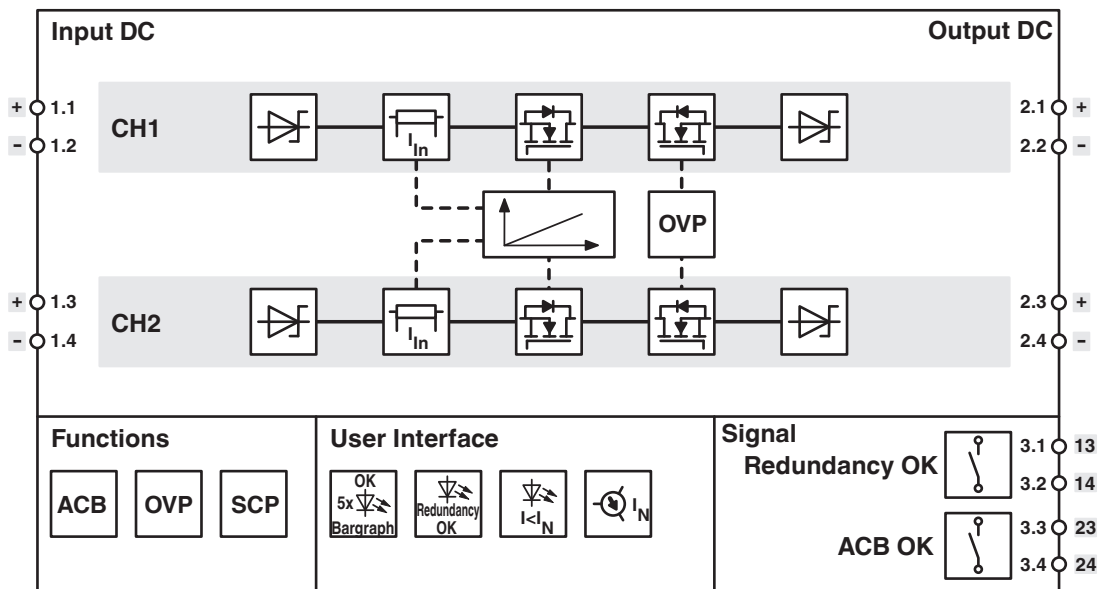 Input DC
Output DC
+ 1.1
- 1.2
CH1
I In
2.1 +
2.2 -
OVP
+ 1.3
- 1.4
CH2
I In
2.3 +
2.4 -
Functions
ACB
OVP
SCP
User Interface
OK
5x
Bargraph
Redundancy
OK
I<IN
IN
Signal
Redundancy OK
3.1 13
3.2 14
ACB OK
3.3 23
3.4 24